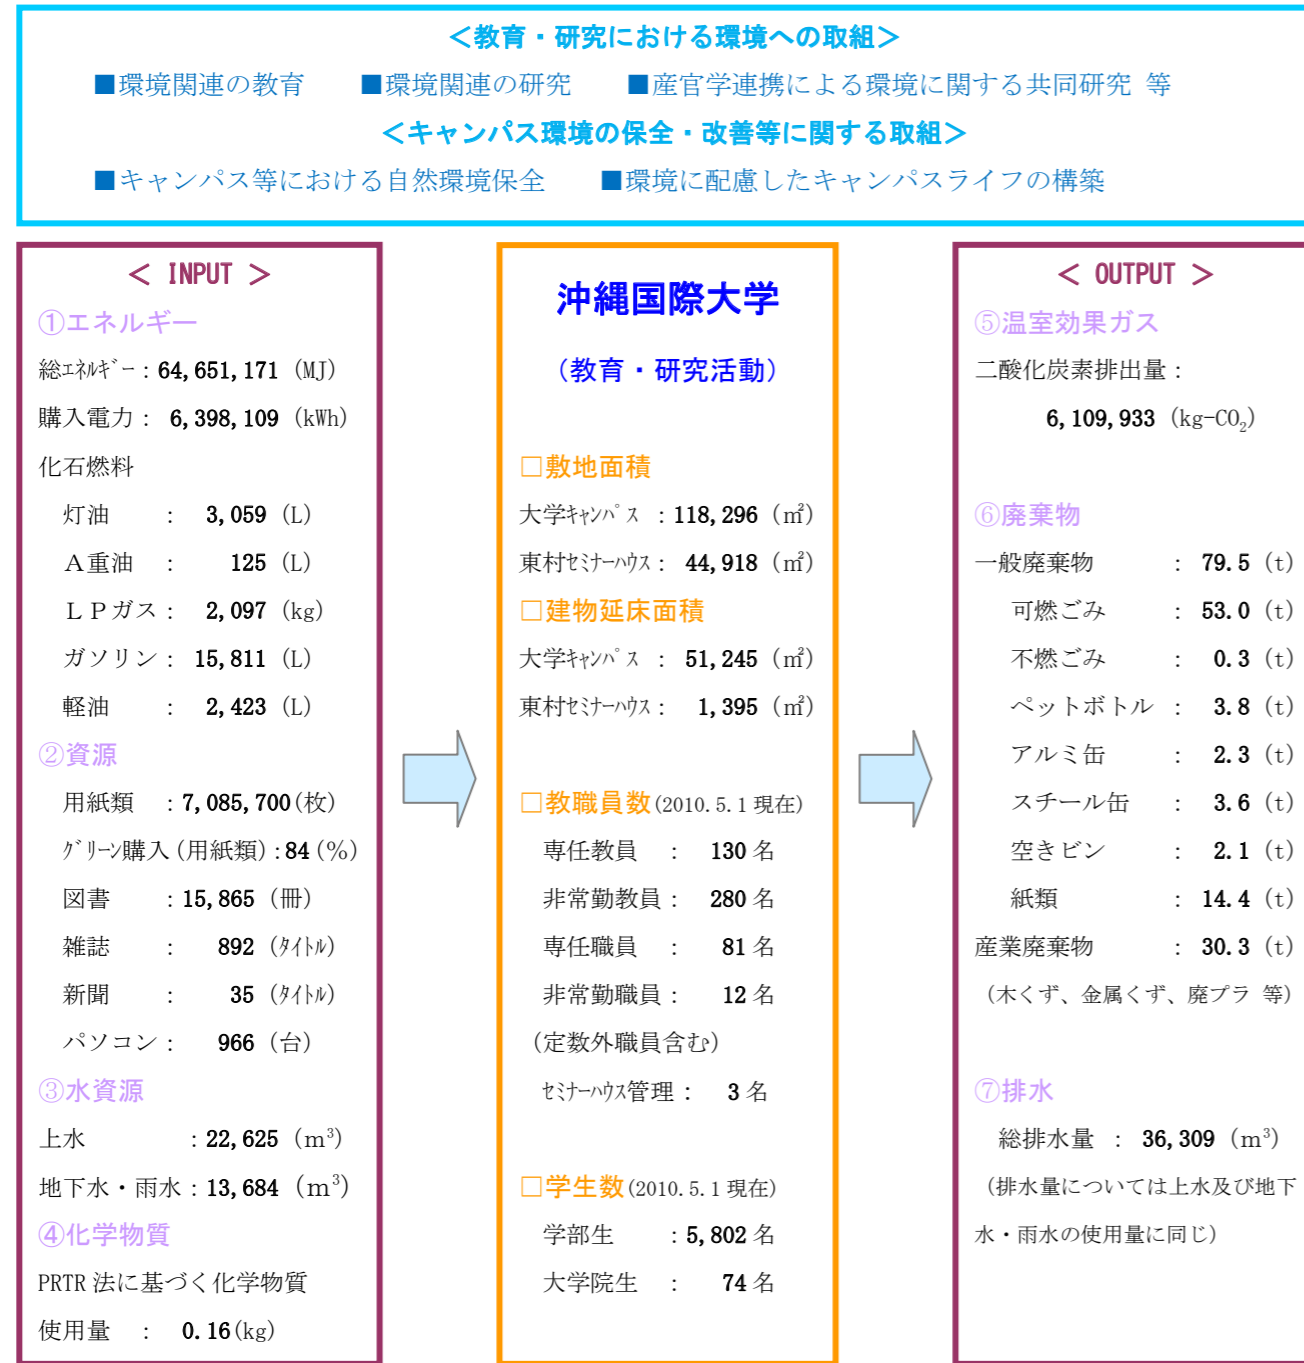 ＜教育・研究における環境への取組＞
■環境関連の教育　　■環境関連の研究　　■産官学連携による環境に関する共同研究 等
＜キャンパス環境の保全・改善等に関する取組＞
■キャンパス等における自然環境保全　　■環境に配慮したキャンパスライフの構築
＜ INPUT ＞
①エネルギー
総ｴﾈﾙｷﾞｰ：64,651,171 (MJ)
購入電力： 6,398,109 (kWh)
化石燃料
灯油　　： 3,059 (L)
Ａ重油　： 125 (L)
ＬＰガス： 2,097 (kg)
ガソリン： 15,811 (L)
軽油　　： 2,423 (L)
②資源
用紙類　：7,085,700(枚)
ｸﾞﾘｰﾝ購入(用紙類)：84(％)
図書　　：15,865 (冊)
雑誌　　： 892 (ﾀｲﾄﾙ)
新聞　　： 35 (ﾀｲﾄﾙ)
パソコン： 966 (台)
③水資源
上水　　　　：22,625 (m³)
地下水・雨水：13,684 (m³)
④化学物質
PRTR 法に基づく化学物質
使用量　： 0.16(kg)
沖縄国際大学
(教育・研究活動)
□敷地面積
大学ｷｬﾝﾊﾟｽ ：118,296 (㎡)
東村ｾﾐﾅｰﾊｳｽ： 44,918 (㎡)
□建物延床面積
大学ｷｬﾝﾊﾟｽ ： 51,245 (㎡)
東村ｾﾐﾅｰﾊｳｽ： 1,395 (㎡)
□教職員数(2010.5.1 現在)
専任教員　： 130 名
非常勤教員： 280 名
専任職員　： 81 名
非常勤職員： 12 名
(定数外職員含む)
ｾﾐﾅｰﾊｳｽ管理： 3 名
□学生数(2010.5.1 現在)
学部生　　：5,802 名
大学院生　： 74 名
＜ OUTPUT ＞
⑤温室効果ガス
二酸化炭素排出量：
6,109,933 (kg-CO₂)
⑥廃棄物
一般廃棄物　　： 79.5 (t)
可燃ごみ　　： 53.0 (t)
不燃ごみ　　： 0.3 (t)
ペットボトル： 3.8 (t)
アルミ缶　　： 2.3 (t)
スチール缶　： 3.6 (t)
空きビン　　： 2.1 (t)
紙類　　　　： 14.4 (t)
産業廃棄物　　： 30.3 (t)
(木くず、金属くず、廃プラ 等)
⑦排水
総排水量 ： 36,309 (m³)
(排水量については上水及び地下
水・雨水の使用量に同じ)